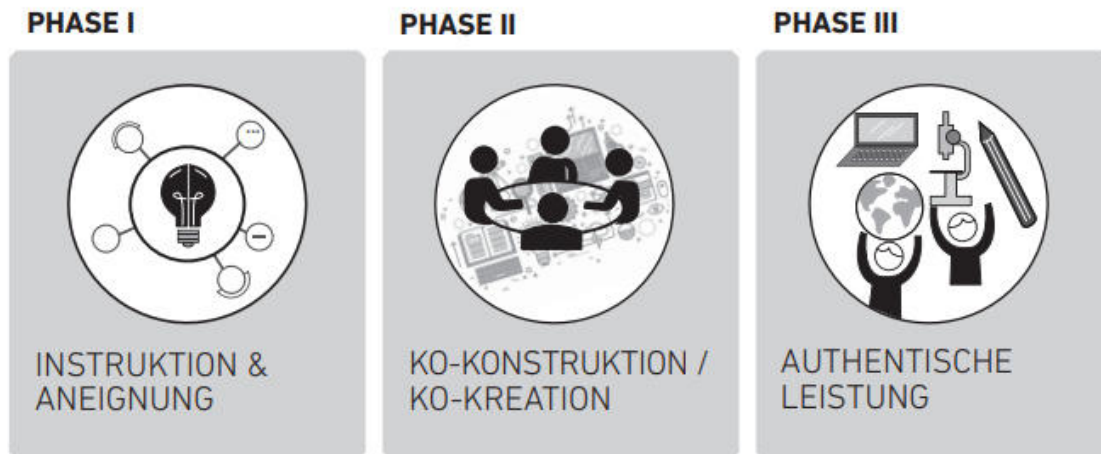 PHASE I
INSTRUKTION &
ANEIGNUNG
PHASE II
KO-KONSTRUKTION /
KO-KREATION
PHASE III
AUTHENTISCHE
LEISTUNG